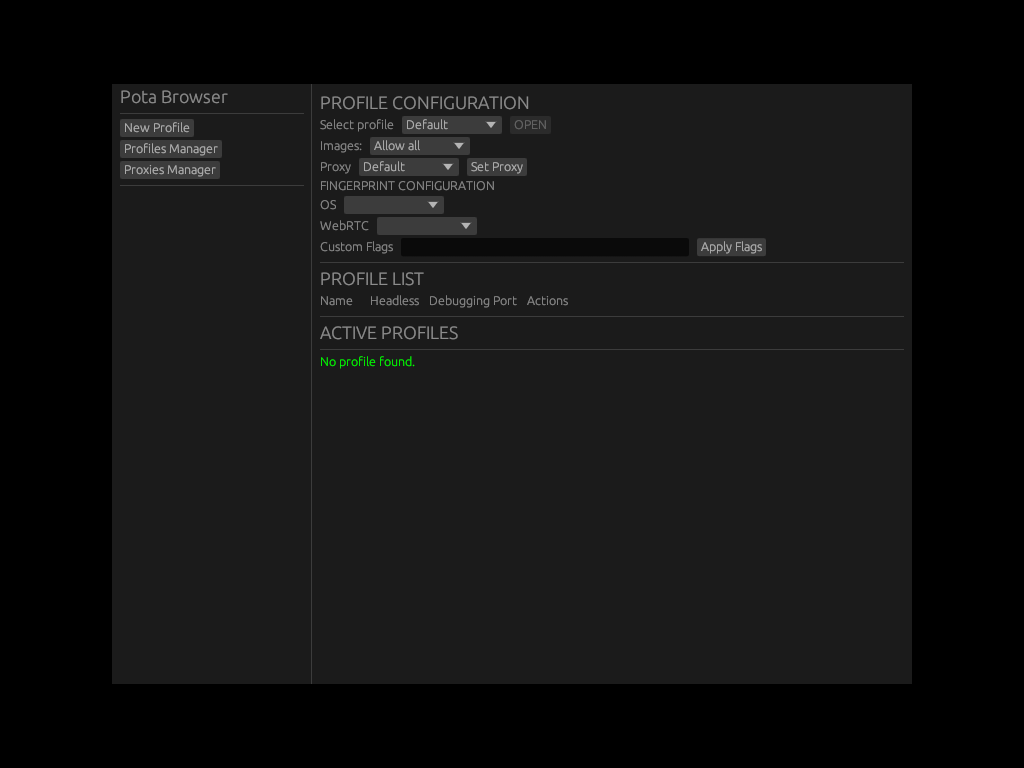 Pota Browser
New Profile
Profiles Manager
Proxies Manager
PROFILE CONFIGURATION
Select profile Default OPEN
Images: Allow all
Proxy Default Set Proxy
FINGERPRINT CONFIGURATION
OS
WebRTC
Custom Flags Apply Flags
PROFILE LIST
Name Headless Debugging Port Actions
ACTIVE PROFILES
No profile found.